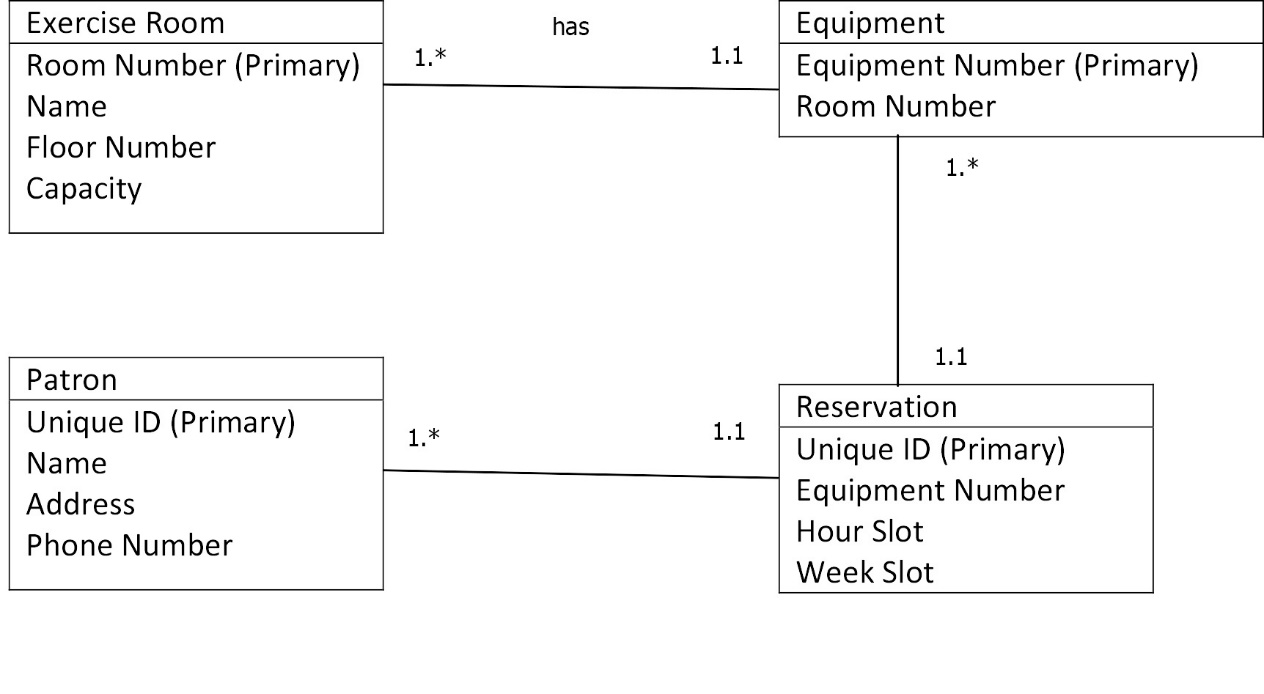 Exercise Room
Room Number (Primary)
Name
Floor Number
Capacity
has
1.*
1.1
Equipment
Equipment Number (Primary)
Room Number
1.*
1.1
Patron
Unique ID (Primary)
Name
Address
Phone Number
1.*
1.1
Reservation
Unique ID (Primary)
Equipment Number
Hour Slot
Week Slot